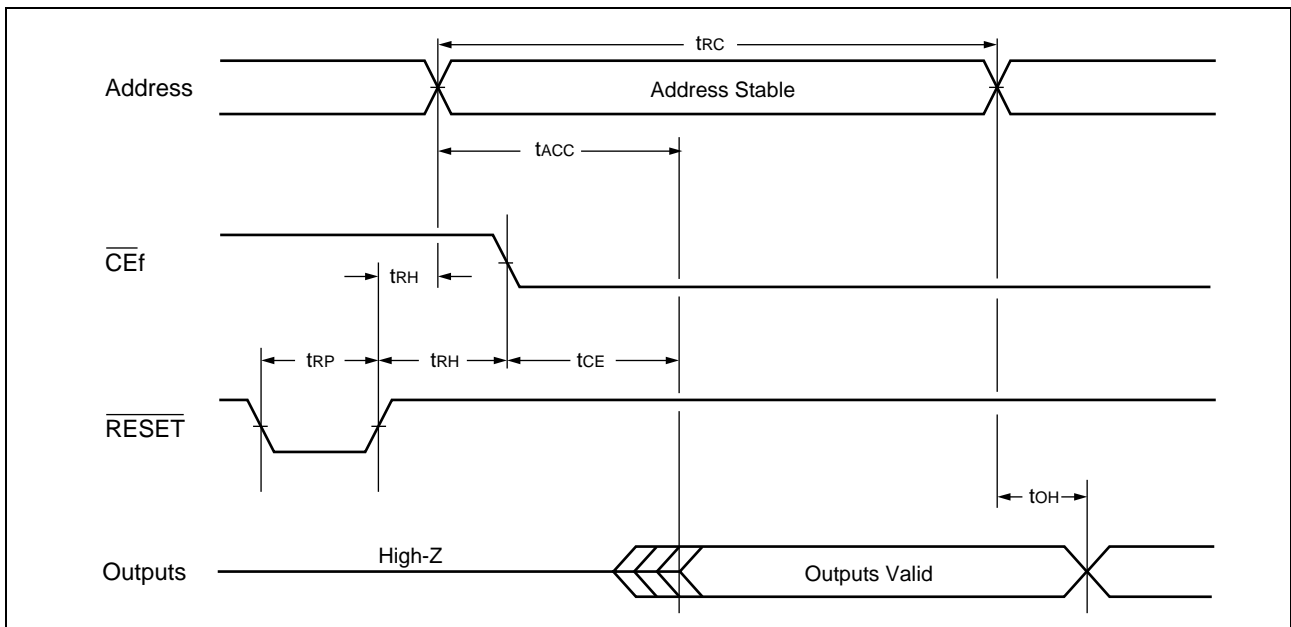 tRC
Address
Address Stable
tACC
CEf
tRH
tRP
tRH
tCE
RESET
tOH
High-Z
Outputs
Outputs Valid